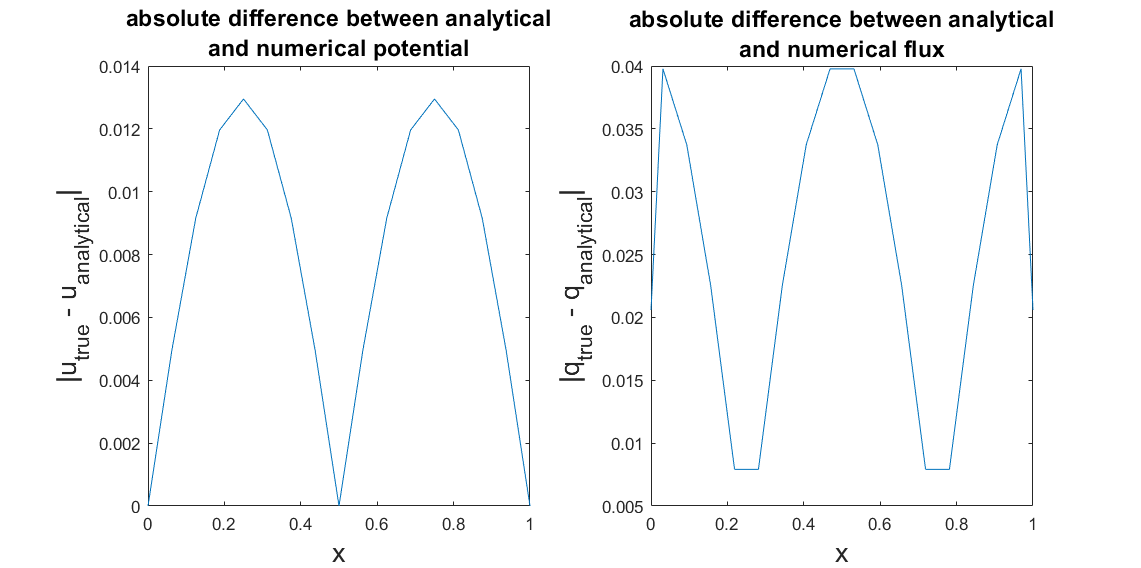 absolute difference between analytical
and numerical potential
0.014
0.012
0.01
0.008
0.006
0.004
0.002
0
|u_true - u_analytical|
0 0.2 0.4 0.6 0.8 1
x
absolute difference between analytical
and numerical flux
0.04
0.035
0.03
0.025
0.02
0.015
0.01
0.005
|q_true - q_analytical|
0 0.2 0.4 0.6 0.8 1
x